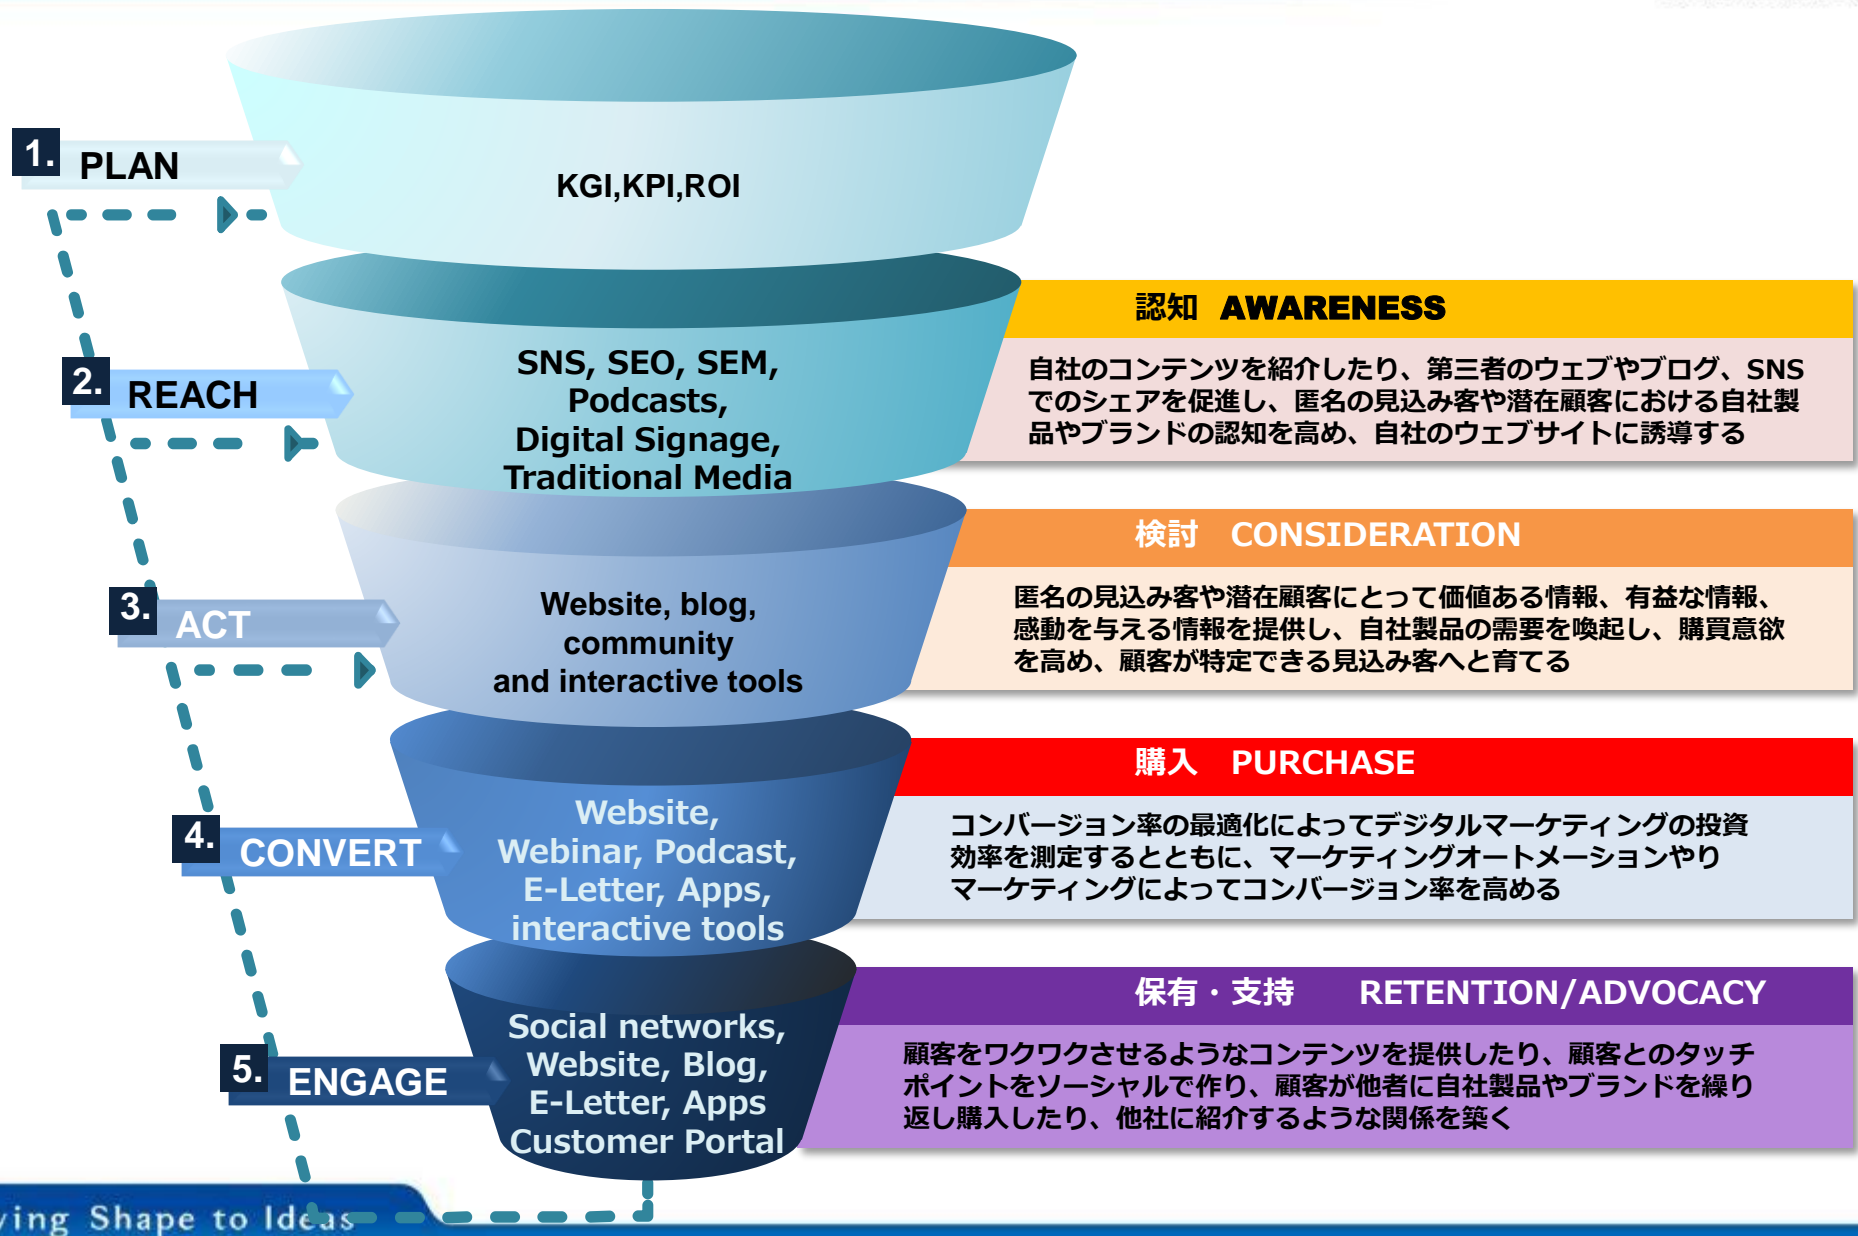 1.
PLAN
KGI,KPI,ROI
2.
REACH
SNS, SEO, SEM,
Podcasts,
Digital Signage,
Traditional Media
認知 AWARENESS
自社のコンテンツを紹介したり、第三者のウェブやブログ、SNS
でのシェアを促進し、匿名の見込み客や潜在顧客における自社製
品やブランドの認知を高め、自社のウェブサイトに誘導する
3.
ACT
Website, blog,
community
and interactive tools
検討 CONSIDERATION
匿名の見込み客や潜在顧客にとって価値ある情報、有益な情報、
感動を与える情報を提供し、自社製品の需要を喚起し、購買意欲
を高め、顧客が特定できる見込み客へと育てる
4.
CONVERT
Website,
Webinar, Podcast,
E-Letter, Apps,
interactive tools
購入 PURCHASE
コンバージョン率の最適化によってデジタルマーケティングの投資
効率を測定するとともに、マーケティングオートメーションやり
マーケティングによってコンバージョン率を高める
5.
ENGAGE
Social networks,
Website, Blog,
E-Letter, Apps
Customer Portal
保有・支持 RETENTION/ADVOCACY
顧客をワクワクさせるようなコンテンツを提供したり、顧客とのタッチ
ポイントをソーシャルで作り、顧客が他者に自社製品やブランドを繰り
返し購入したり、他社に紹介するような関係を築く
ving Shape to Ideas